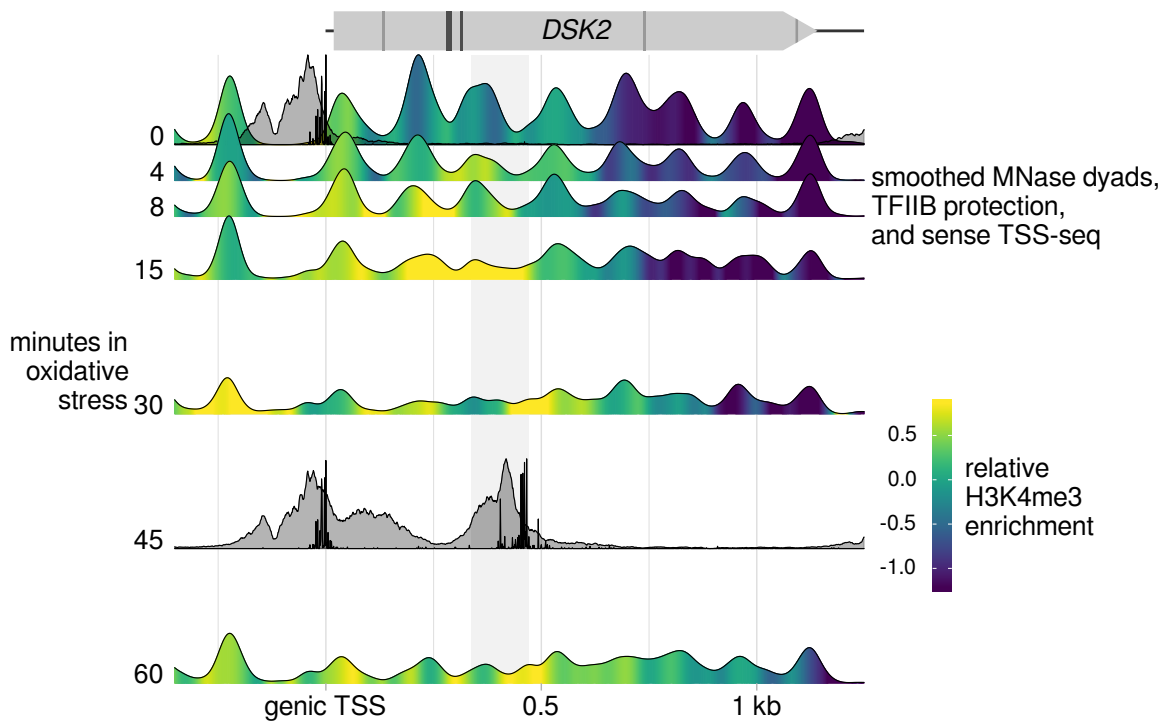 DSK2
0
4
8
15
30
45
60
minutes in
oxidative
stress
smoothed MNase dyads,
TFIIB protection,
and sense TSS-seq
0.5
0.0
-0.5
-1.0
relative
H3K4me3
enrichment
genic TSS 0.5 1 kb